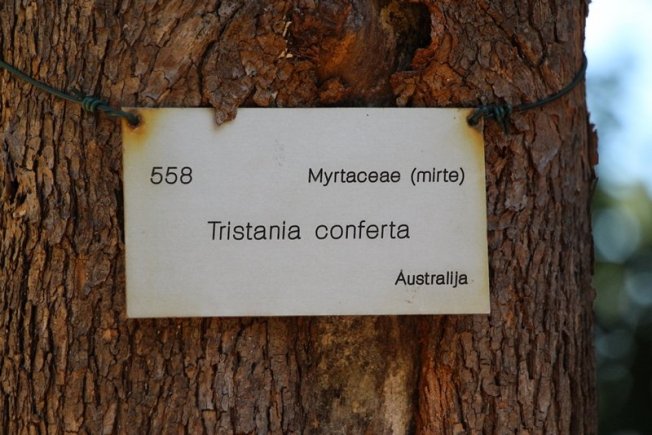 558 Myrtaceae (mirte)
Tristania conferta
Australija